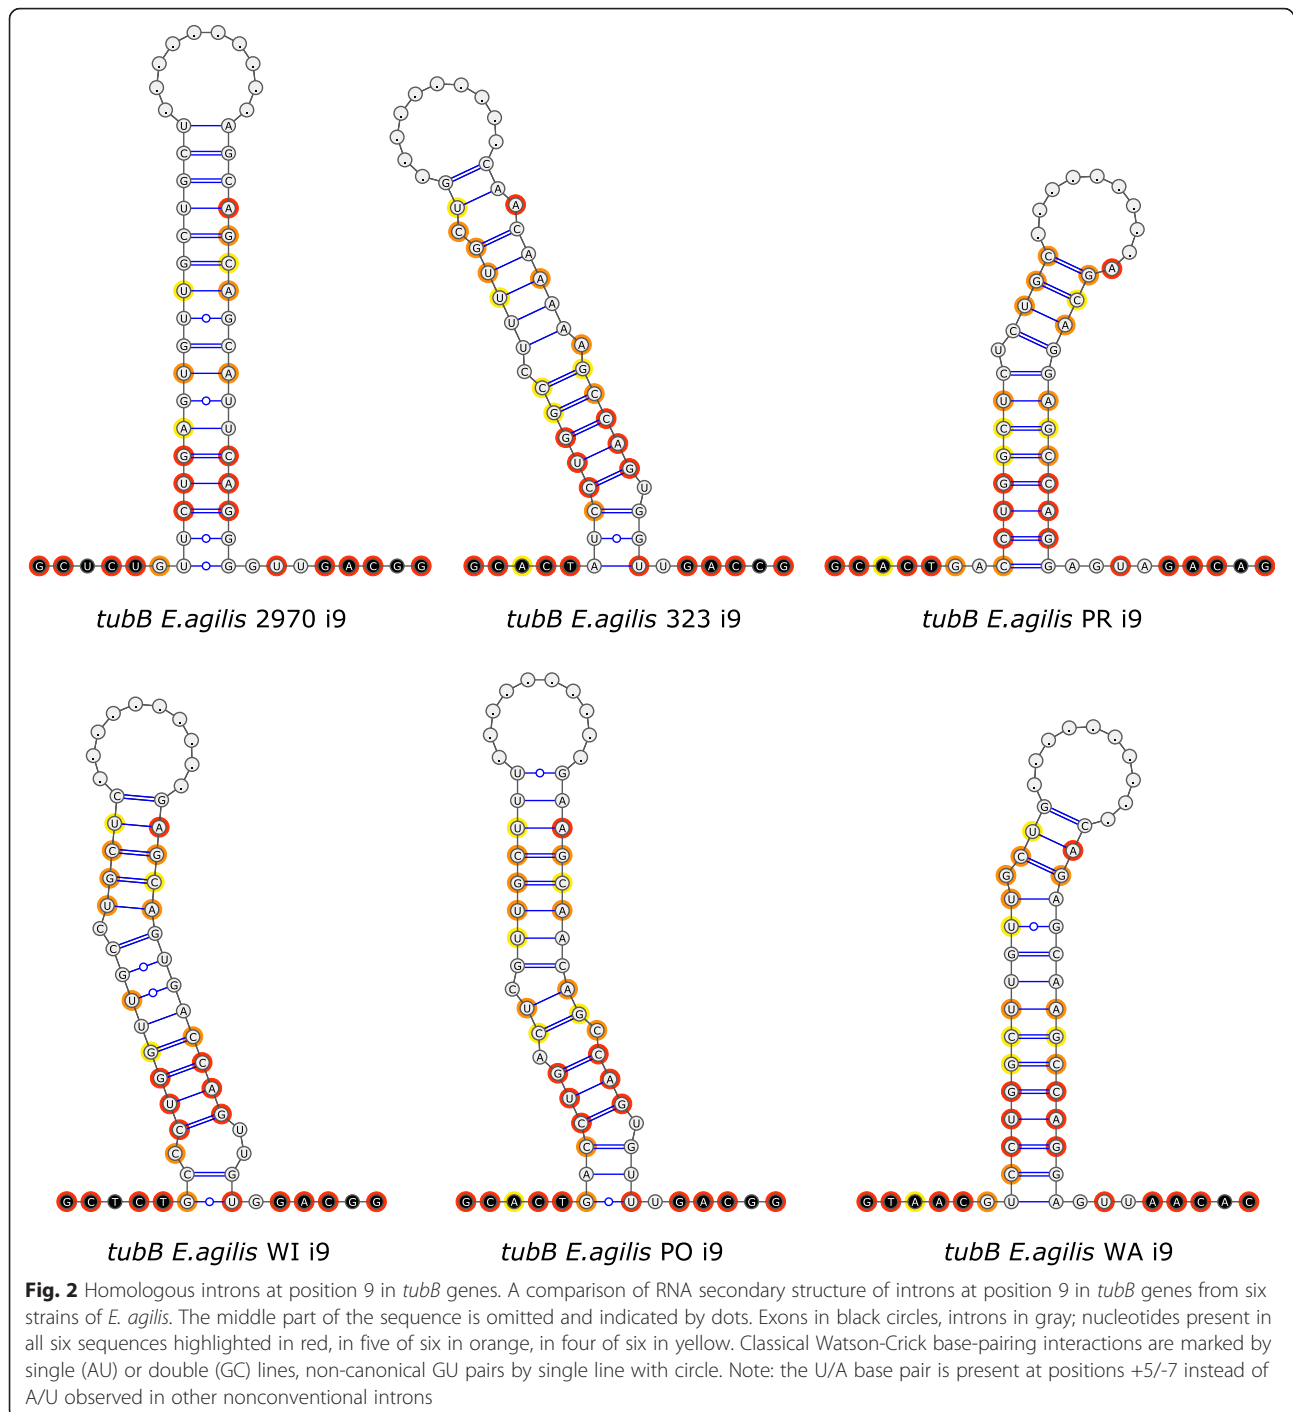 U C G U C G U U G U G A G U C U U
A G C A G C A G C A U U C A G G G
G C U C U G U G G U U G A C G G
tubB E.agilis 2970 i9
G U C G U U U U C C G G U C C U
C A A C A A A A A G C C A G U G G
G C A C T A U U G A C C G
tubB E.agilis 323 i9
C G U C U C U C G G U C
A G C A G G A G C C A G
G C A C T G A C G A G U A G A C A G
tubB E.agilis PR i9
C U C G U C C G U U G G U C C C
G A G C A G U G A C C A G U U G
G C T C T G U G G A C G G
tubB E.agilis WI i9
U U U C G U U G C U C A G U C C A
G A A G C A A C A G C C A G U G U
G C A C T G U U G A C G G
tubB E.agilis PO i9
G U C G U U G U U C G G U C C
C A G A G C A A G C C A G G
G T A A C G U A G U U A A C A C
tubB E.agilis WA i9
Fig. 2 Homologous introns at position 9 in tubB genes. A comparison of RNA secondary structure of introns at position 9 in tubB genes from six
strains of E. agilis. The middle part of the sequence is omitted and indicated by dots. Exons in black circles, introns in gray; nucleotides present in
all six sequences highlighted in red, in five of six in orange, in four of six in yellow. Classical Watson-Crick base-pairing interactions are marked by
single (AU) or double (GC) lines, non-canonical GU pairs by single line with circle. Note: the U/A base pair is present at positions +5/-7 instead of
A/U observed in other nonconventional introns